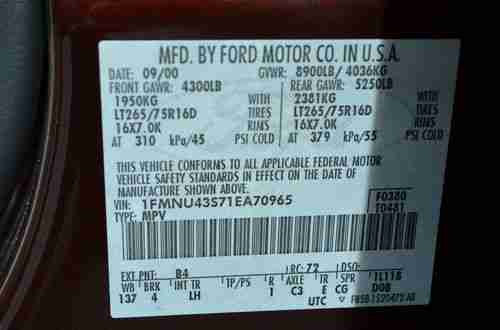 MFD. BY FORD MOTOR CO. IN U.S.A.
DATE: 09/00 GVWR: 8900LB/ 4036KG
FRONT GAWR: 4300LB REAR GAWR: 5250LB
1950KG WITH 2381KG WITH
LT265/75R16D TIRES LT265/75R16D TIRES
16X7.0K RIMS 16X7.0K RIMS
AT 310 kPa/45 PSI COLD AT 379 kPa/55 PSI COLD
THIS VEHICLE CONFORMS TO ALL APPLICABLE FEDERAL MOTOR
VEHICLE SAFETY STANDARDS IN EFFECT ON THE DATE OF
MANUFACTURE SHOWN ABOVE.
VIN: 1FMNU43S71EA70965 F0380
TYPE: MPV T0481
EXT PNT: B4 RC: 72 DSO:
WB BRK INT TR TP/PS R AXLE TR SPR 1L118
137 4 LH 1 C3 E CG D0B
UTC